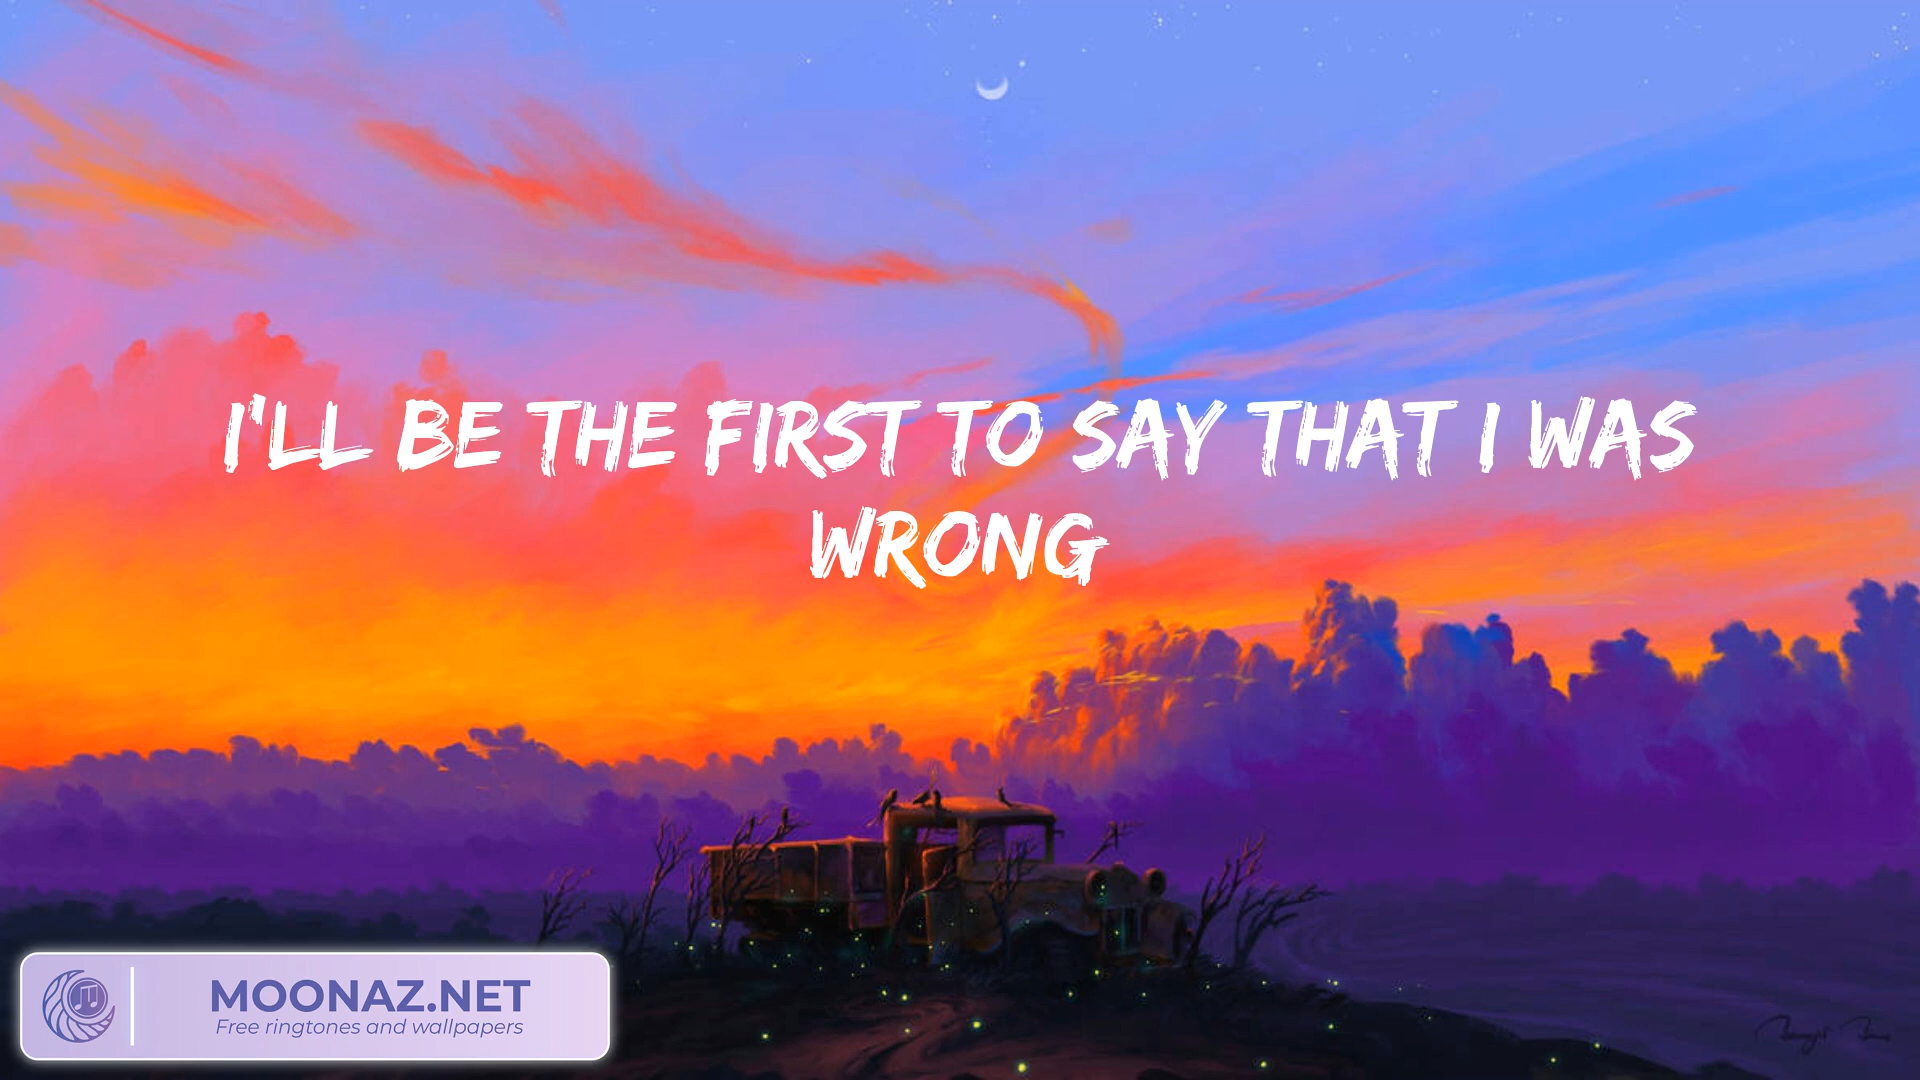 I'LL BE THE FIRST TO SAY THAT I WAS
WRONG
MOONAZ.NET
Free ringtones and wallpapers